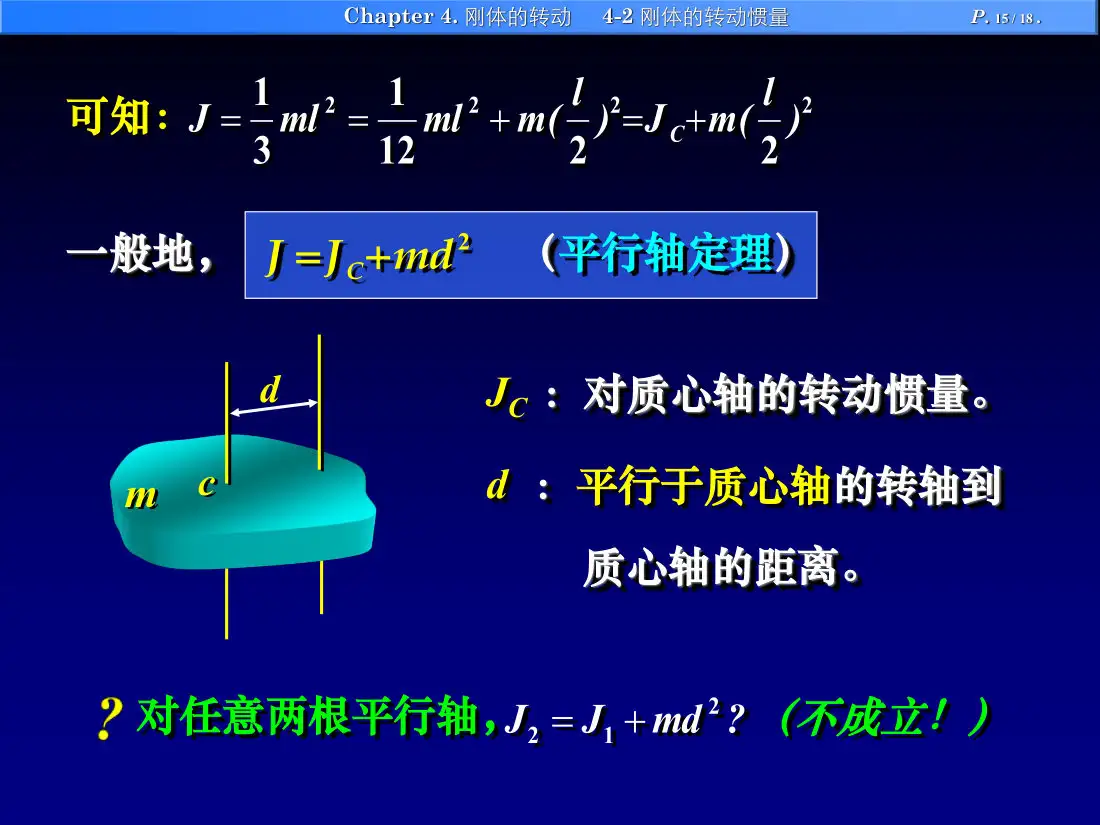 Chapter 4. 刚体的转动 4-2 刚体的转动惯量 P. 15 / 18 .
可知：J = 1/3 ml² = 1/12 ml² + m(l/2)² = J_C + m(l/2)²
一般地， J = J_C + md² （平行轴定理）
d
J_C ：对质心轴的转动惯量。
m c
d ：平行于质心轴的转轴到
质心轴的距离。
? 对任意两根平行轴，J₂ = J₁ + md² ? （不成立！）